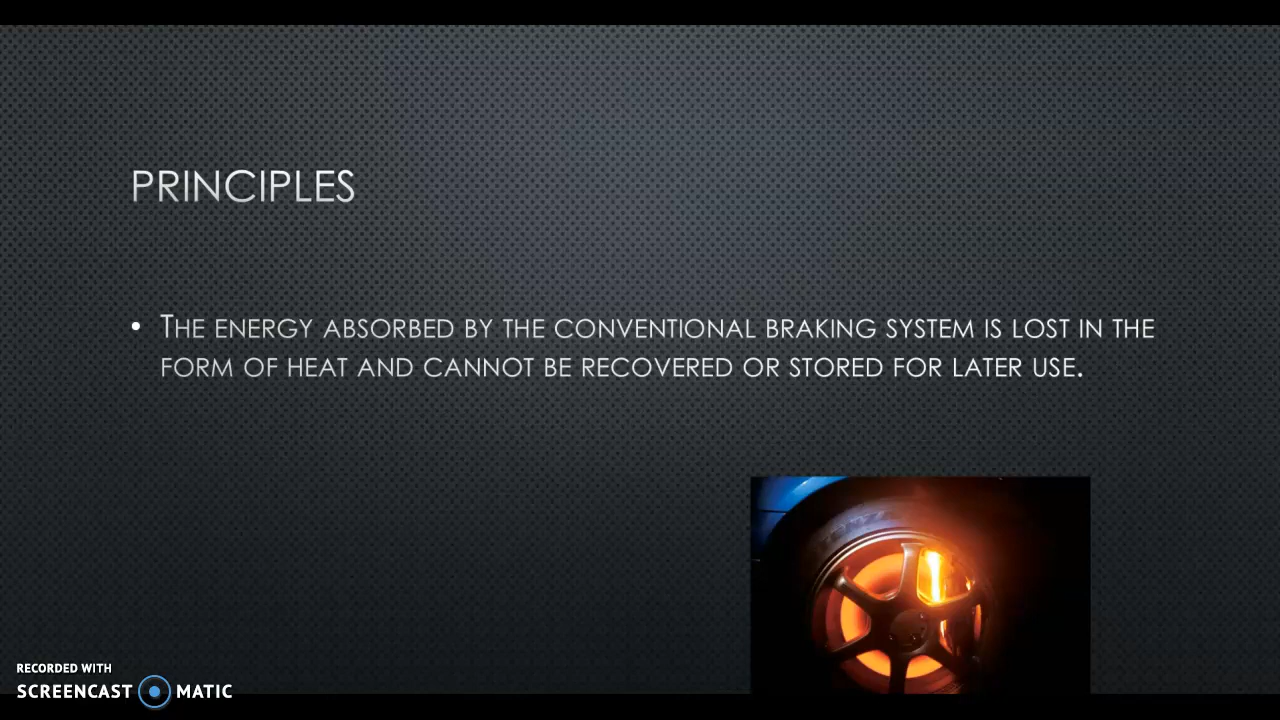 PRINCIPLES
• THE ENERGY ABSORBED BY THE CONVENTIONAL BRAKING SYSTEM IS LOST IN THE
FORM OF HEAT AND CANNOT BE RECOVERED OR STORED FOR LATER USE.
RECORDED WITH
SCREENCAST MATIC